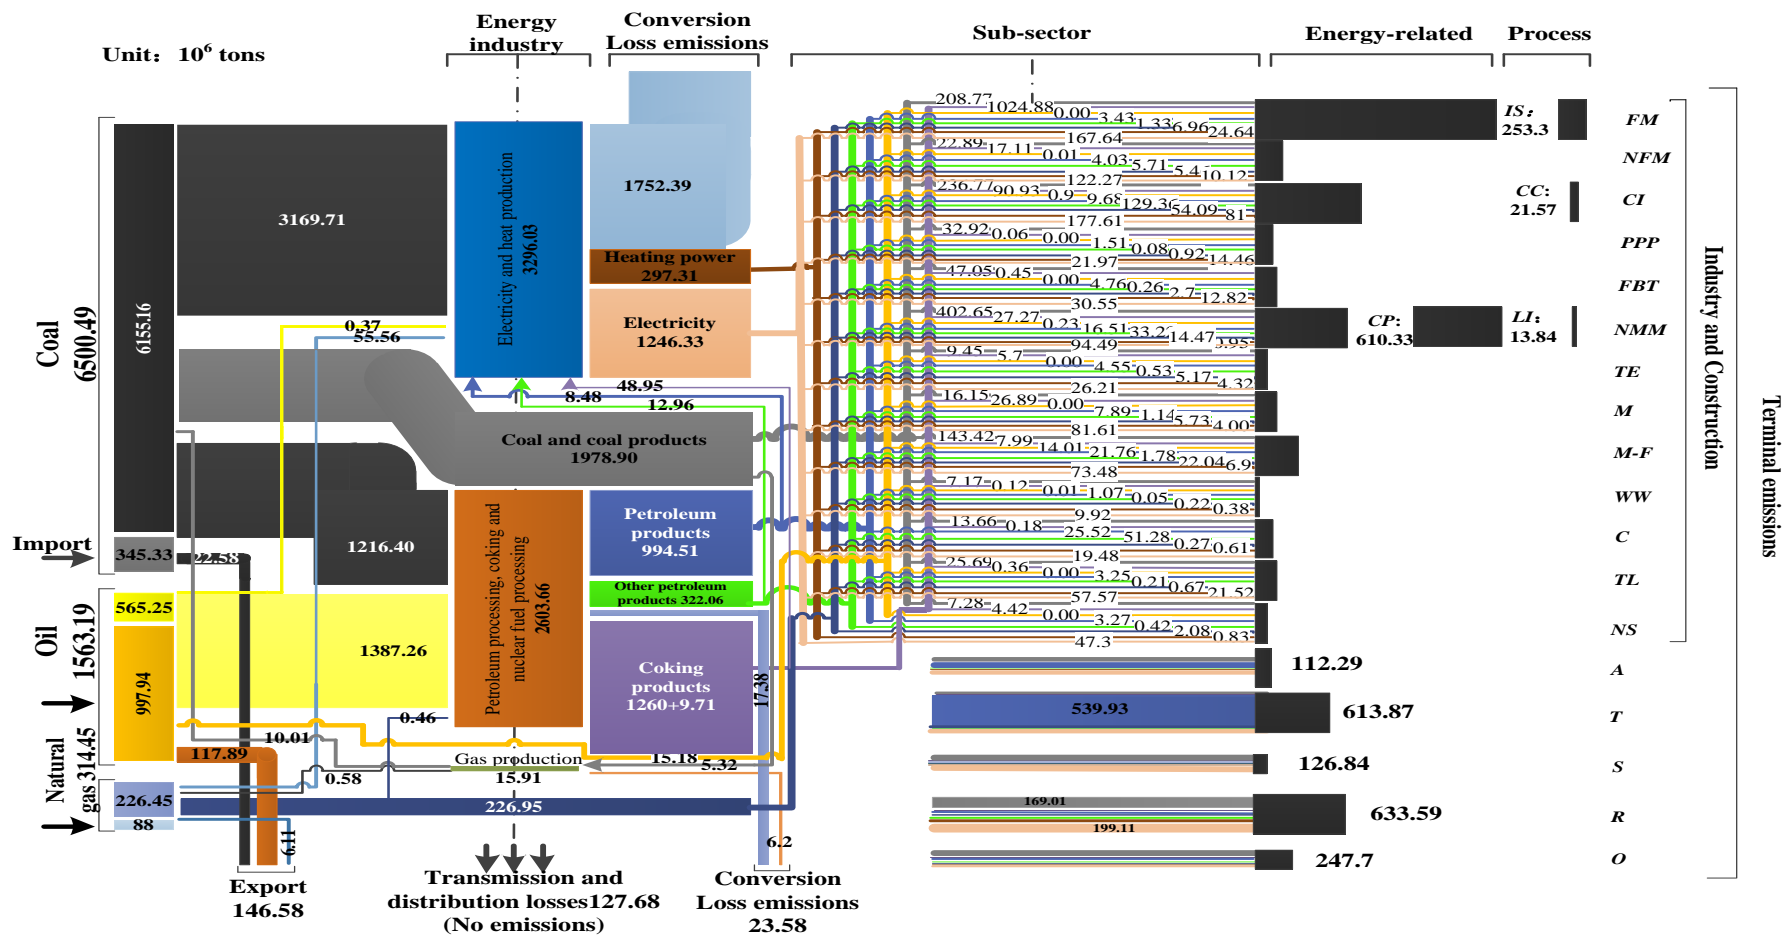 Unit: 10⁶ tons
Energy
industry
Conversion
Loss emissions
Sub-sector
Energy-related
Process
Coal
6500.49
6155.16
Import
345.33
22.58
3169.71
0.37
55.56
1216.40
Oil
1563.19
565.25
997.94
1387.26
117.89
10.01
0.46
0.58
Natural
gas 314.45
226.45
88
6.11
Export
146.58
Electricity and heat production
3296.03
8.48
48.95
12.96
Coal and coal products
1978.90
Petroleum processing, coking and
nuclear fuel processing
2603.66
Gas production
15.91
226.95
Transmission and
distribution losses127.68
(No emissions)
1752.39
Heating power
297.31
Electricity
1246.33
Petroleum
products
994.51
Other petroleum
products 322.06
Coking
products
1260+9.71
17.38
15.18
5.32
6.2
Conversion
Loss emissions
23.58
208.77
1024.88
0.00
3.43
1.33
6.96
24.64
167.64
IS:
253.3
FM
22.89
17.11
0.01
4.03
5.71
5.4
10.12
122.27
NFM
236.77
90.93
0.9
9.68
129.36
54.09
81
177.61
CC:
21.57
CI
32.92
0.06
0.00
1.51
0.08
0.92
14.46
21.97
PPP
47.05
0.45
0.00
4.76
0.26
2.7
12.82
30.55
FBT
402.65
27.27
0.23
16.51
33.26
14.47
94.49
CP:
610.33
LI:
13.84
NMM
9.45
5.7
0.00
4.55
0.53
5.17
4.32
26.21
TE
16.15
26.89
0.00
7.89
1.14
5.73
4.00
81.61
M
143.42
7.99
14.01
21.76
1.78
22.04
6.9
73.48
M-F
7.17
0.12
0.01
1.07
0.05
0.22
0.38
9.92
WW
13.66
0.18
25.52
51.28
0.27
0.61
19.48
C
25.69
0.36
0.00
3.25
0.21
0.67
21.52
57.57
TL
7.28
4.42
0.00
3.27
0.42
2.08
0.83
47.3
NS
112.29
A
539.93
613.87
T
126.84
S
169.01
199.11
633.59
R
247.7
O
Industry and Construction
Terminal emissions